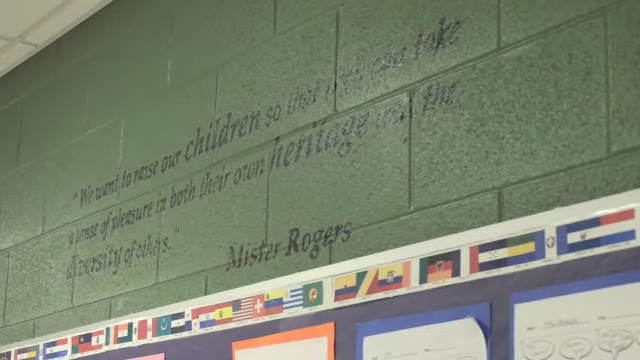 "We want to raise our children so that they can take
a sense of pleasure in both their own heritage and the
diversity of others."
Mister Rogers